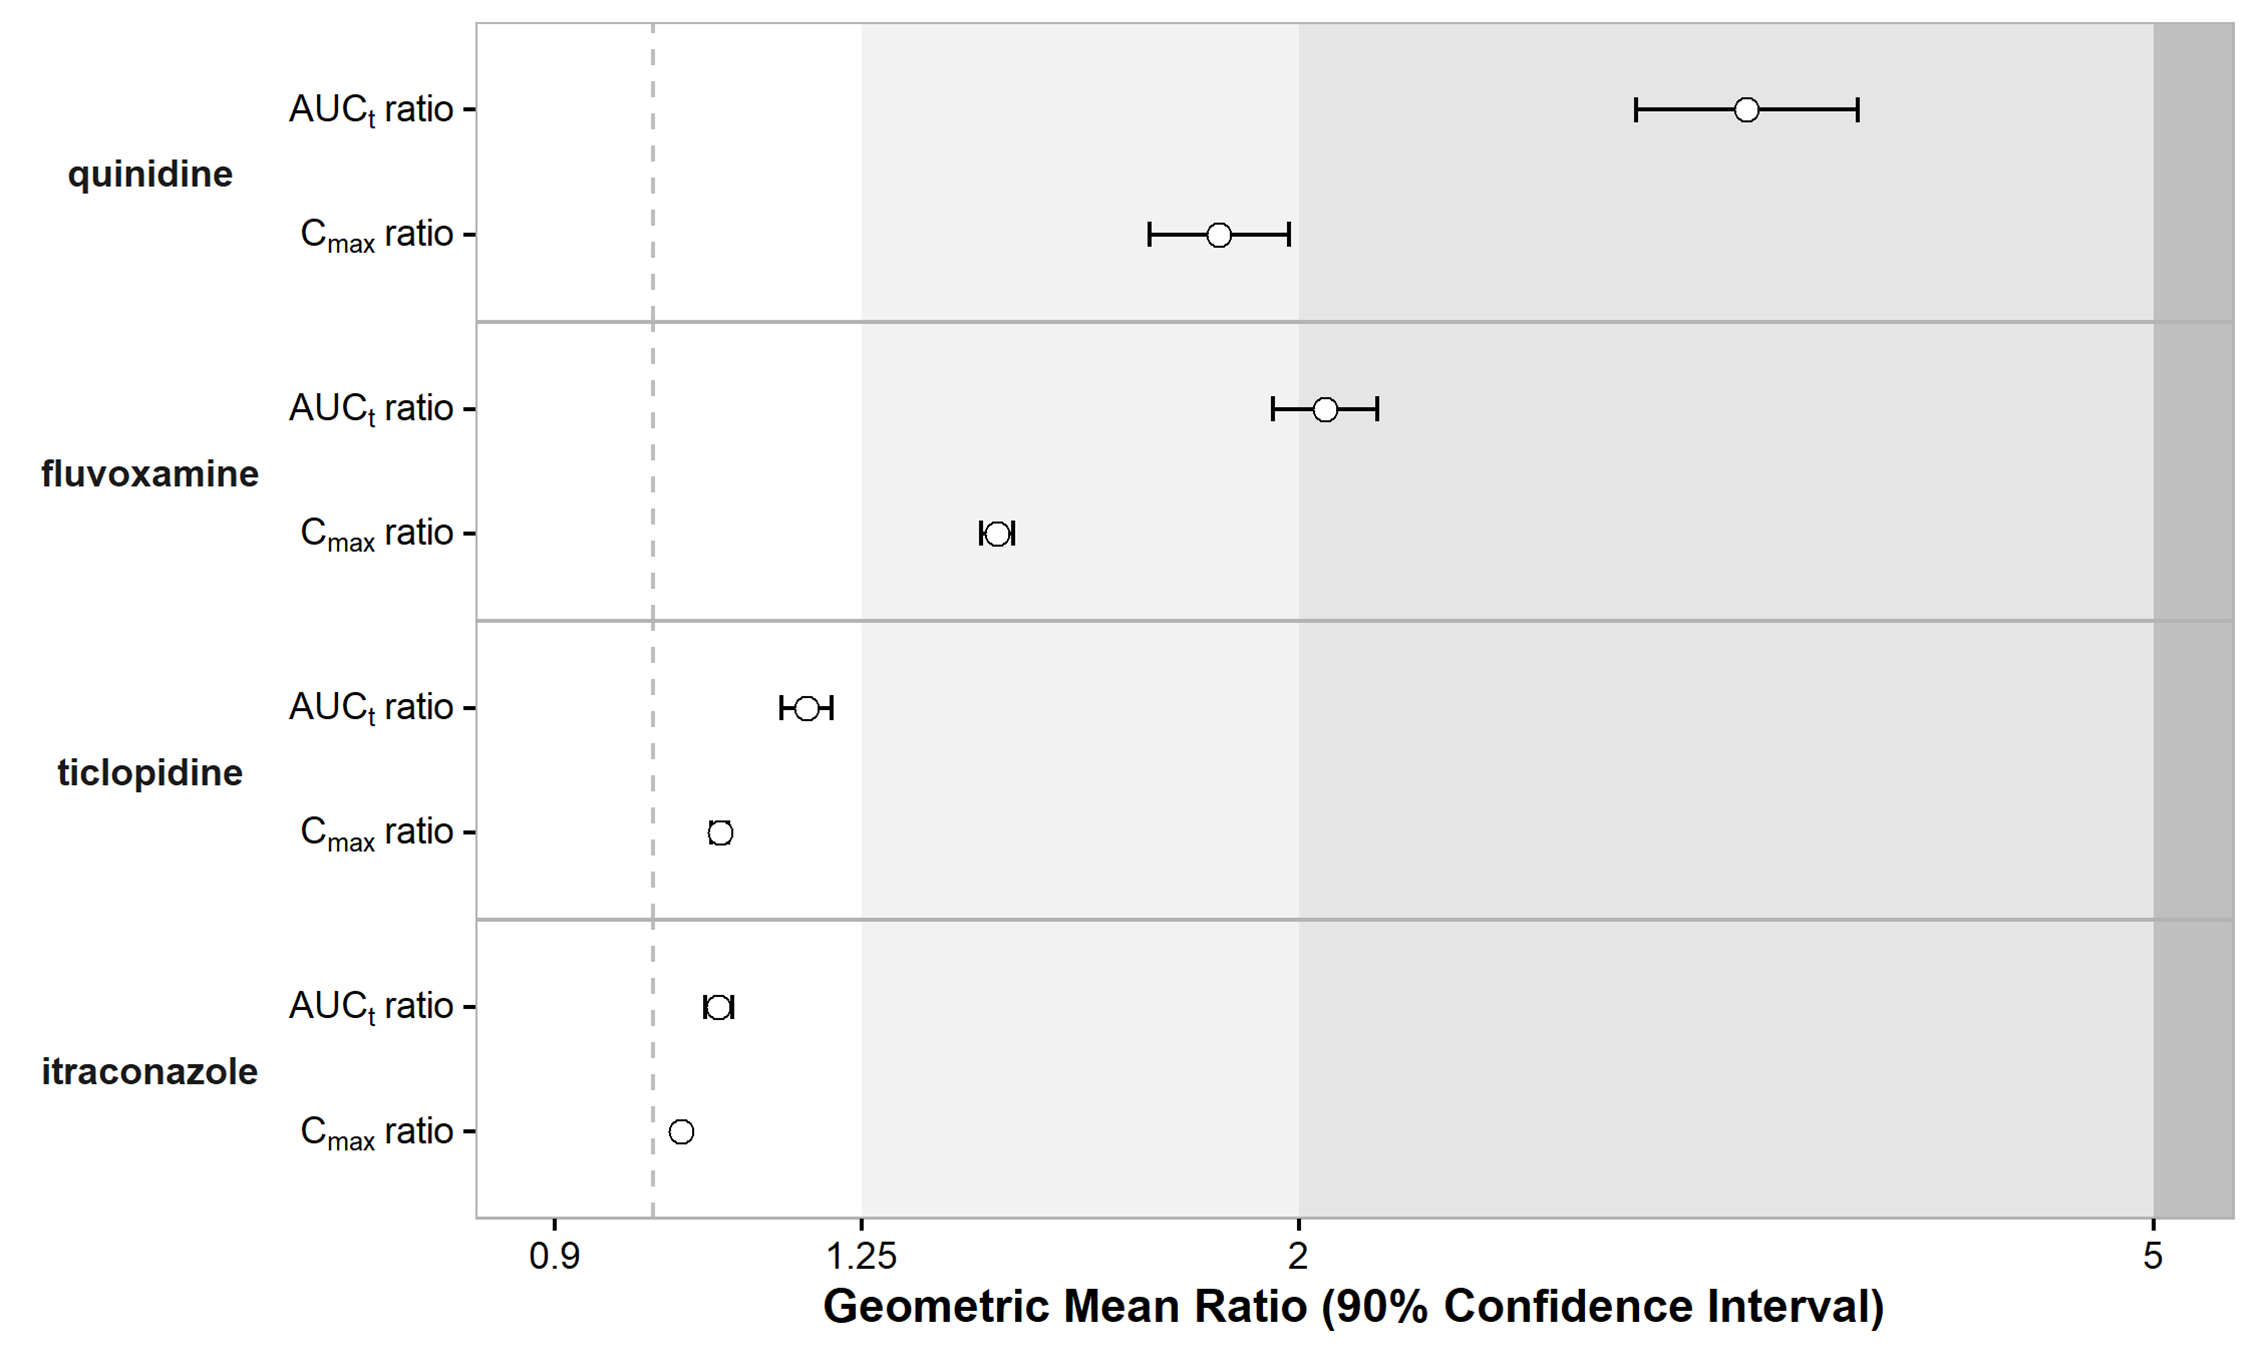 AUCt ratio
quinidine
Cmax ratio
AUCt ratio
fluvoxamine
Cmax ratio
AUCt ratio
ticlopidine
Cmax ratio
AUCt ratio
itraconazole
Cmax ratio
0.9 1.25 2 5
Geometric Mean Ratio (90% Confidence Interval)